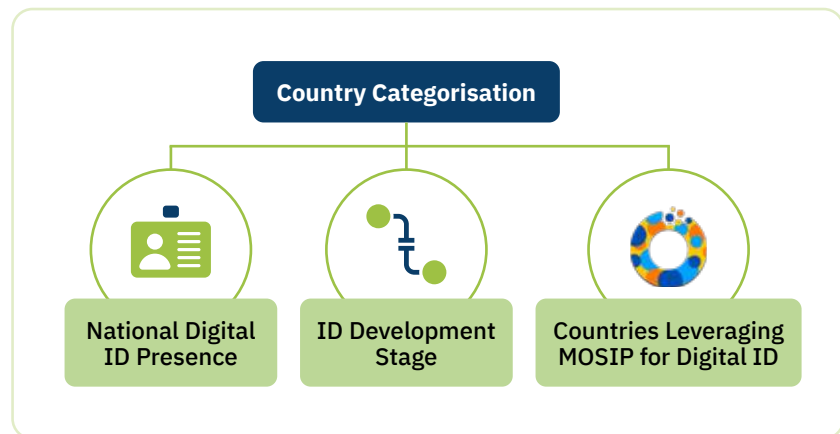 Country Categorisation
National Digital
ID Presence
ID Development
Stage
Countries Leveraging
MOSIP for Digital ID